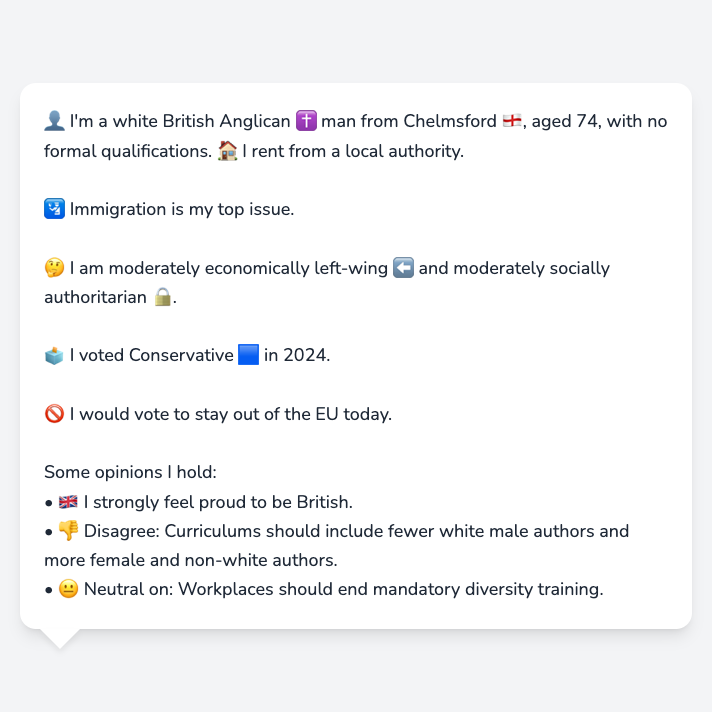 👤 I'm a white British Anglican ✝️ man from Chelmsford 🏴󠁧󠁢󠁥󠁮󠁧󠁿, aged 74, with no
formal qualifications. 🏠 I rent from a local authority.
🛂 Immigration is my top issue.
🤔 I am moderately economically left-wing ⬅️ and moderately socially
authoritarian 🔒.
🗳️ I voted Conservative 🟦 in 2024.
🚫 I would vote to stay out of the EU today.
Some opinions I hold:
• 🇬🇧 I strongly feel proud to be British.
• 👎 Disagree: Curriculums should include fewer white male authors and
more female and non-white authors.
• 😐 Neutral on: Workplaces should end mandatory diversity training.